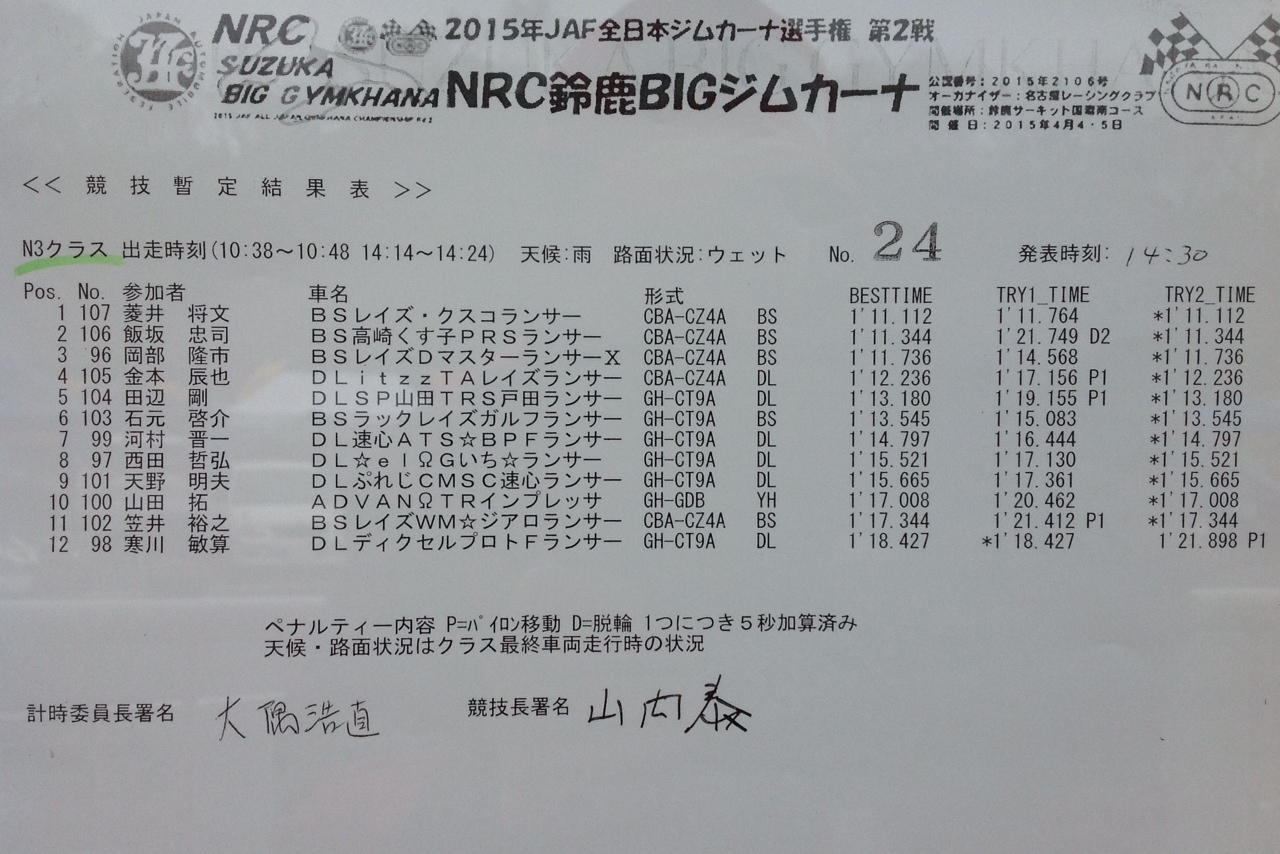 NRC
SUZUKA
BIG GYMKHANA
2015 JAF ALL JAPAN GYMKHANA CHAMPIONSHIP Rd.2
JAPAN AUTOMOBILE FEDERATION
JAF
2015年JAF全日本ジムカーナ選手権 第2戦
NRC鈴鹿BIGジムカーナ
公認番号:2015年2106号
オーガナイザー:名古屋レーシングクラブ
開催場所:鈴鹿サーキット国際南コース
開催日:2015年4月4・5日
NRC
<< 競技暫定結果表 >>
N3クラス 出走時刻(10:38～10:48 14:14～14:24) 天候:雨 路面状況:ウェット No. 24 発表時刻: 14:30
Pos. No. 参加者 車名 形式 BESTTIME TRY1_TIME TRY2_TIME
1 107 菱井 将文 BSレイズ・クスコランサー CBA-CZ4A BS 1'11.112 1'11.764 *1'11.112
2 106 飯坂 忠司 BS高崎くす子PRSランサー CBA-CZ4A BS 1'11.344 1'21.749 D2 *1'11.344
3 96 岡部 隆市 BSレイズDマスターランサーX CBA-CZ4A BS 1'11.736 1'14.568 *1'11.736
4 105 金本 辰也 DLitzzTAレイズランサー CBA-CZ4A DL 1'12.236 1'17.156 P1 *1'12.236
5 104 田辺 剛 DLSP山田TRS戸田ランサー GH-CT9A DL 1'13.180 1'19.155 P1 *1'13.180
6 103 石元 啓介 BSラックレイズガルフランサー GH-CT9A BS 1'13.545 1'15.083 *1'13.545
7 99 河村 晋一 DL速心ATS☆BPFランサー GH-CT9A DL 1'14.797 1'16.444 *1'14.797
8 97 西田 哲弘 DL☆elΩGいち☆ランサー GH-CT9A DL 1'15.521 1'17.130 *1'15.521
9 101 天野 明夫 DLぷれじCMSC速心ランサー GH-CT9A DL 1'15.665 1'17.361 *1'15.665
10 100 山田 拓 ADVANΩTRインプレッサ GH-GDB YH 1'17.008 1'20.462 *1'17.008
11 102 笠井 裕之 BSレイズWM☆ジアロランサー CBA-CZ4A BS 1'17.344 1'21.412 P1 *1'17.344
12 98 寒川 敏算 DLディクセルプロトFランサー GH-CT9A DL 1'18.427 *1'18.427 1'21.898 P1
ペナルティー内容 P=ﾊﾟｲﾛﾝ移動 D=脱輪 1つにつき５秒加算済み
天候・路面状況はクラス最終車両走行時の状況
計時委員長署名 大隅浩直 競技長署名 山内泰